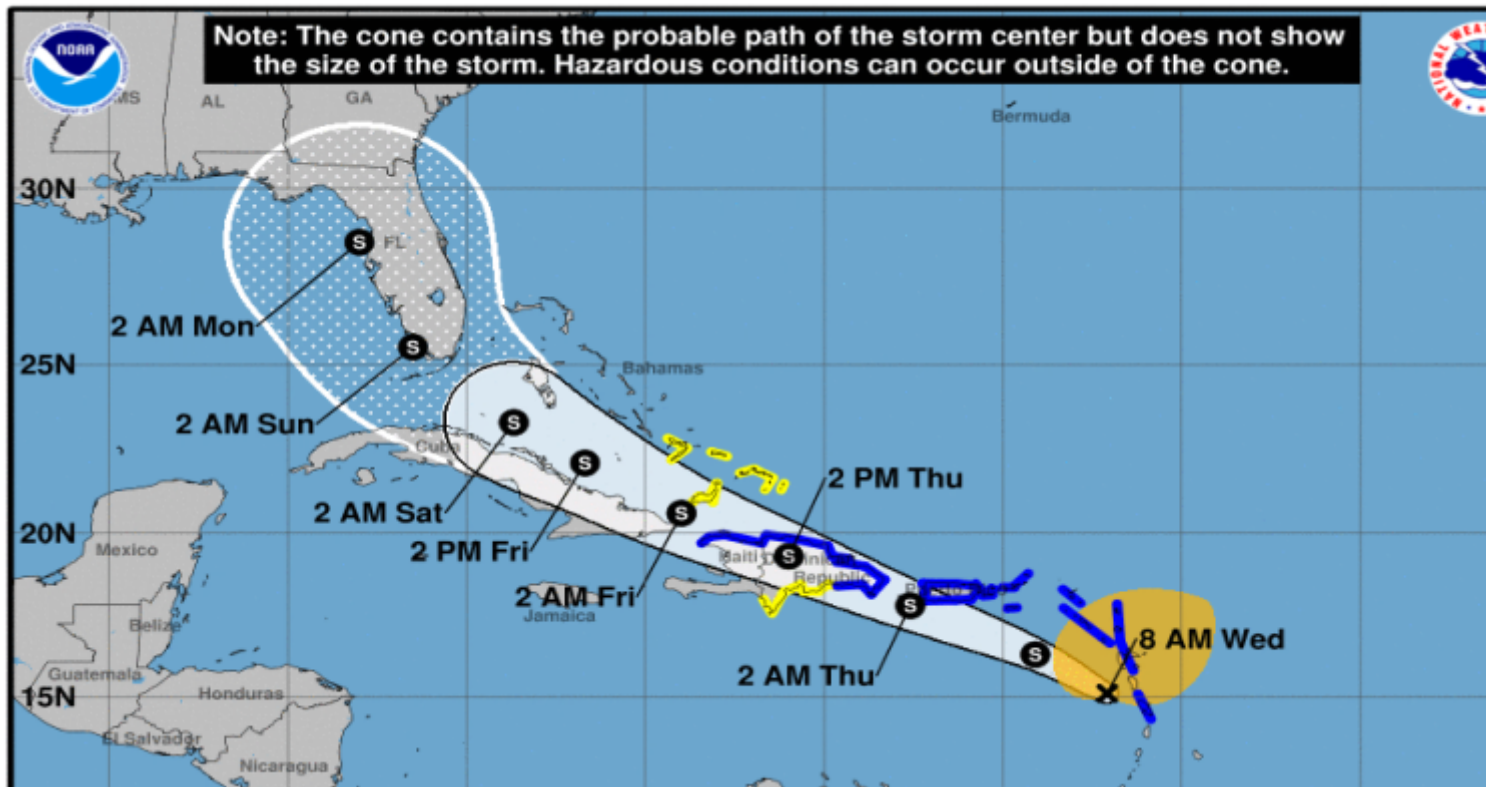 Note: The cone contains the probable path of the storm center but does not show
the size of the storm. Hazardous conditions can occur outside of the cone.
NOAA
MS
AL
GA
Bermuda
30N
S
FL
2 AM Mon
S
25N
Bahamas
2 AM Sun
S
Cuba
S
2 PM Thu
2 AM Sat
S
20N
Mexico
2 PM Fri
S
Haiti
Dominican
Republic
2 AM Fri
Jamaica
S
Belize
8 AM Wed
S
2 AM Thu
Guatemala
15N
Honduras
El Salvador
Nicaragua